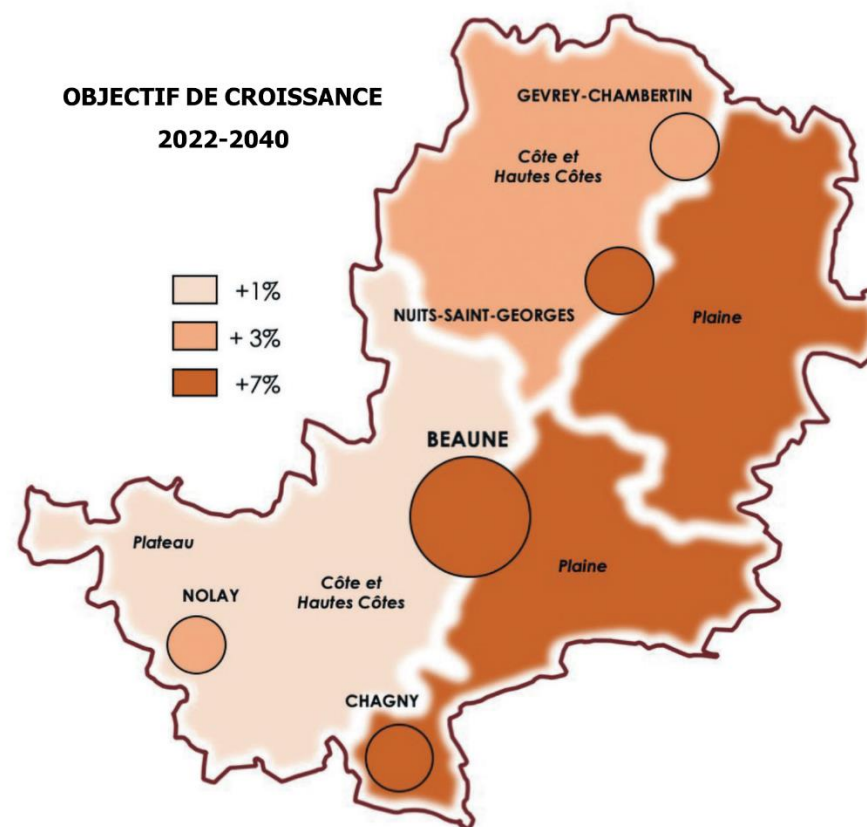 OBJECTIF DE CROISSANCE
2022-2040
GEVREY-CHAMBERTIN
Côte et
Hautes Côtes
+1%
+ 3%
+7%
NUITS-SAINT-GEORGES
Plaine
BEAUNE
Plateau
NOLAY
Côte et
Hautes Côtes
Plaine
CHAGNY